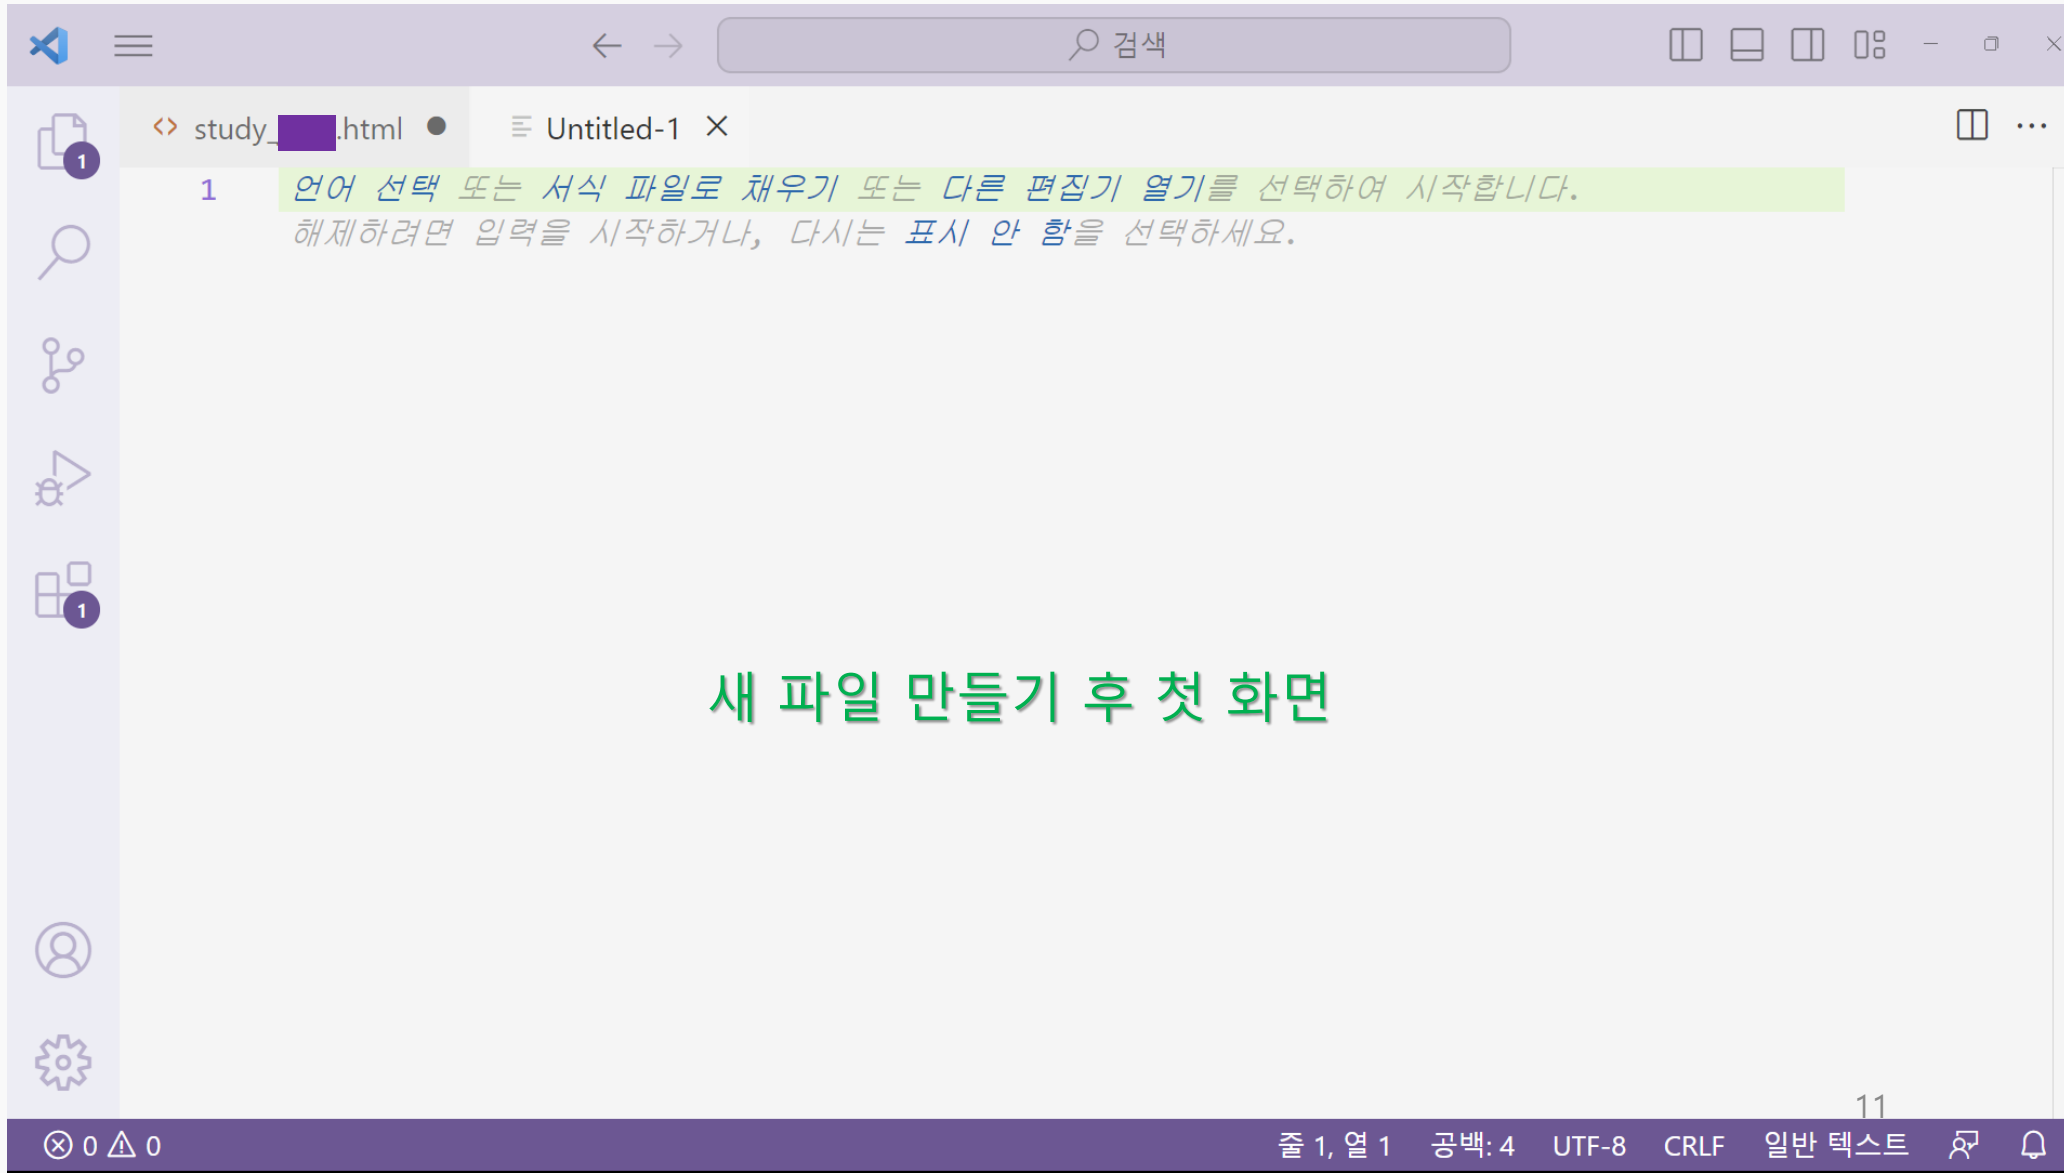 검색
study_ .html
Untitled-1
1
1
언어 선택 또는 서식 파일로 채우기 또는 다른 편집기 열기를 선택하여 시작합니다.
해제하려면 입력을 시작하거나, 다시는 표시 안 함을 선택하세요.
1
새 파일 만들기 후 첫 화면
11
0 0
줄 1, 열 1 공백: 4 UTF-8 CRLF 일반 텍스트